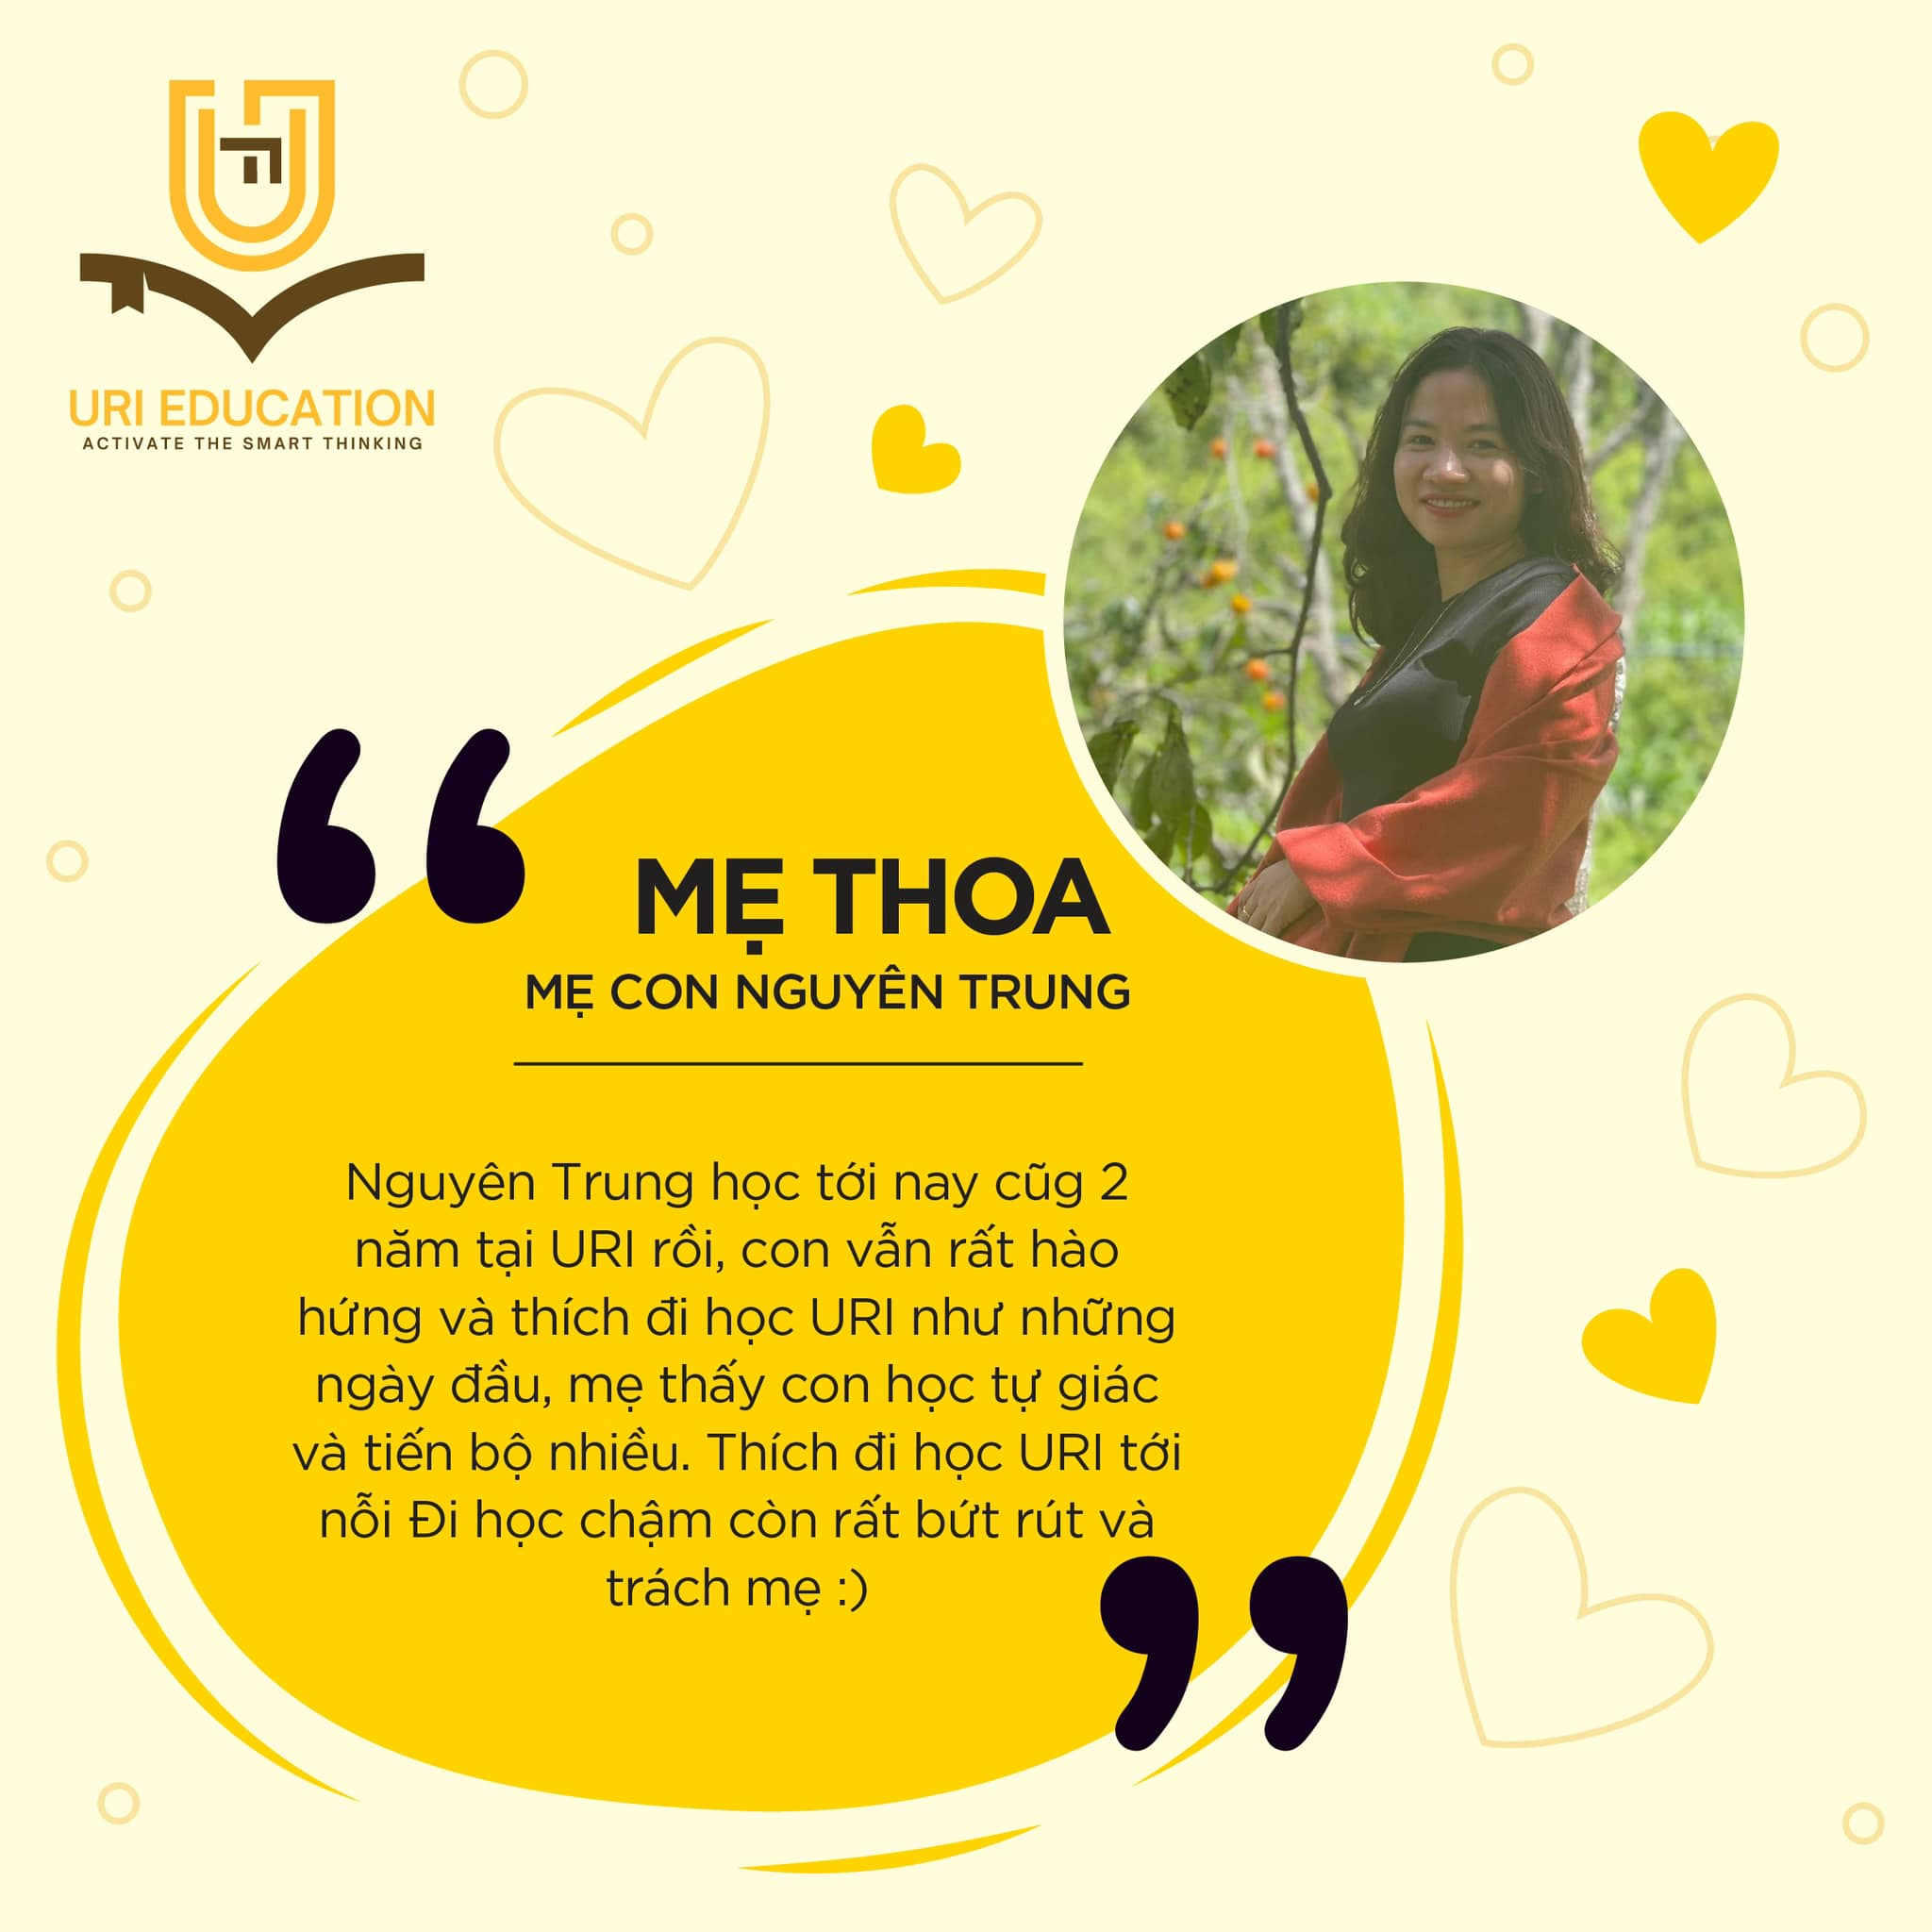 URI EDUCATION
ACTIVATE THE SMART THINKING
MẸ THOA
MẸ CON NGUYÊN TRUNG
Nguyên Trung học tới nay cũg 2
năm tại URI rồi, con vẫn rất hào
hứng và thích đi học URI như những
ngày đầu, mẹ thấy con học tự giác
và tiến bộ nhiều. Thích đi học URI tới
nỗi Đi học chậm còn rất bứt rút và
trách mẹ :)